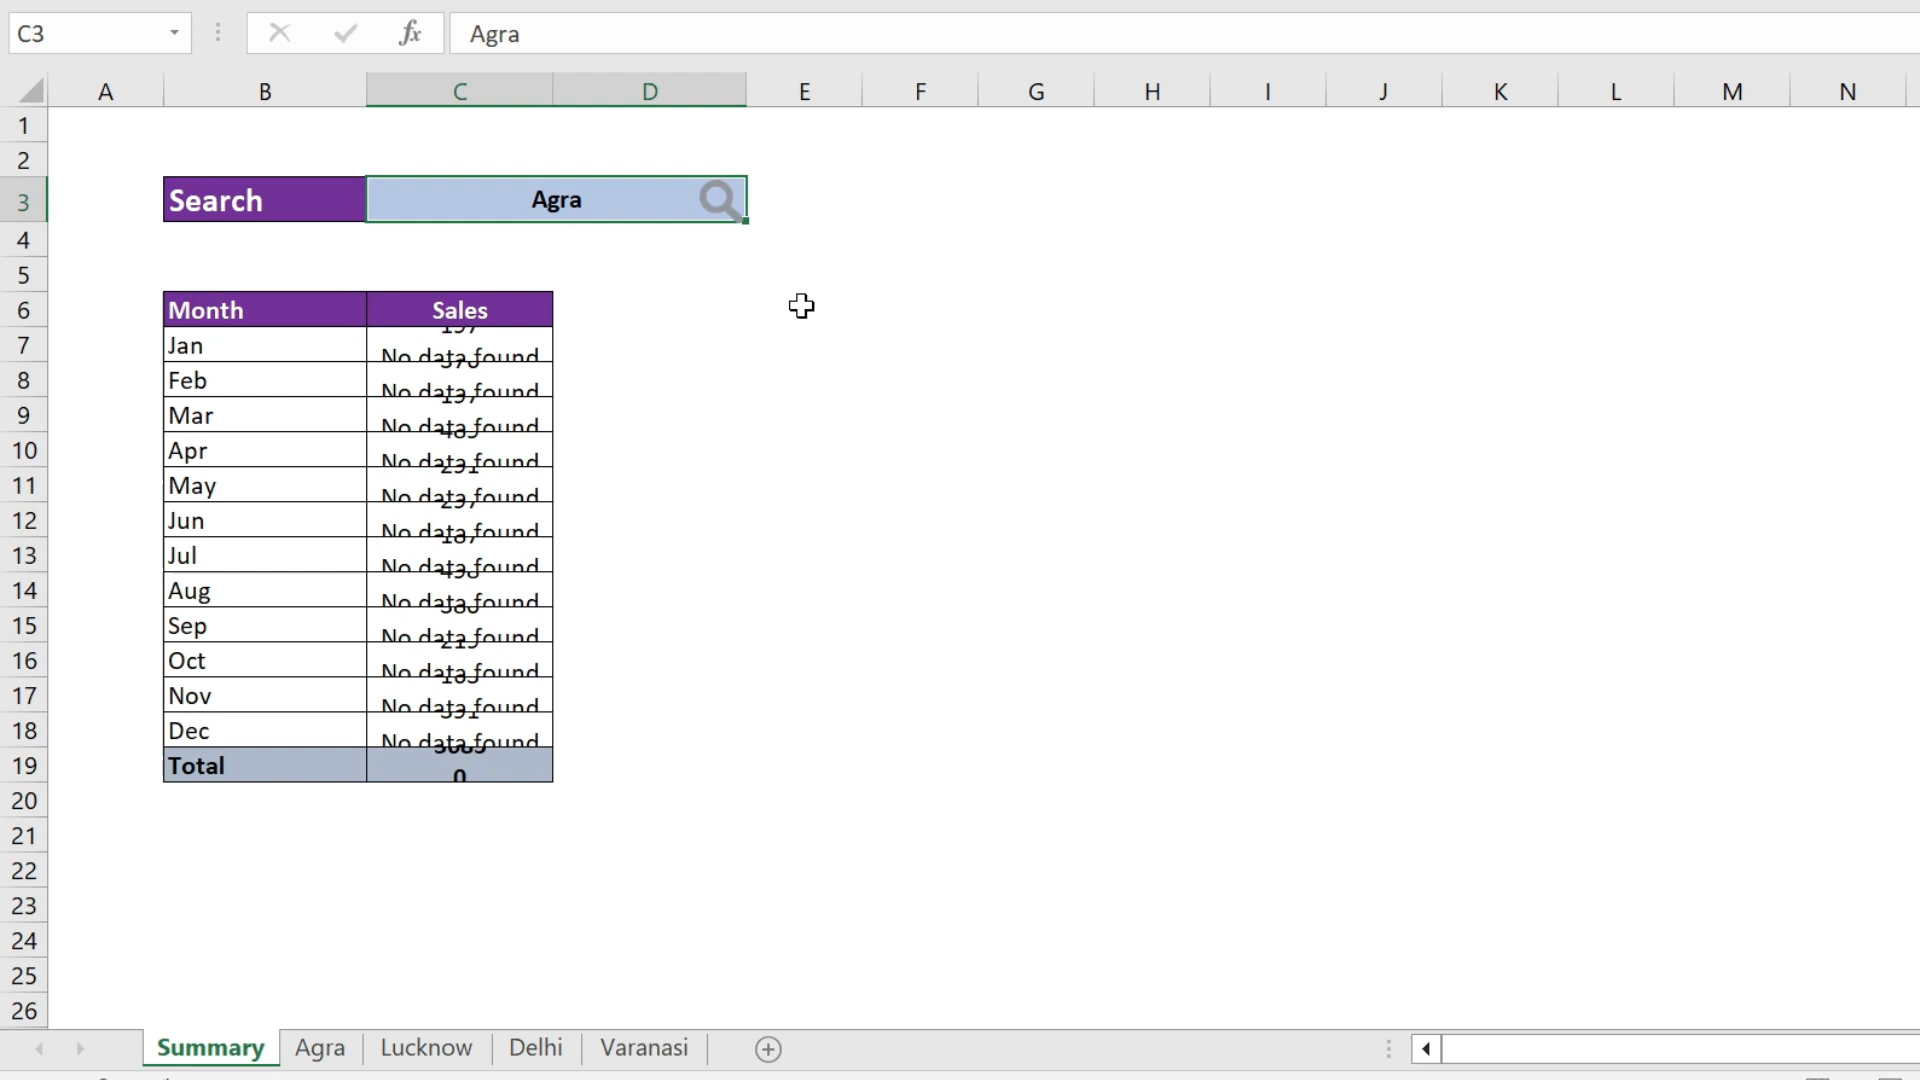 C3 fx Agra
A B C D E F G H I J K L M N
1
2
3 Search Agra
4
5
6 Month Sales
7 Jan No data found
8 Feb No data found
9 Mar No data found
10 Apr No data found
11 May No data found
12 Jun No data found
13 Jul No data found
14 Aug No data found
15 Sep No data found
16 Oct No data found
17 Nov No data found
18 Dec No data found
19 Total 0
20
21
22
23
24
25
26
Summary Agra Lucknow Delhi Varanasi